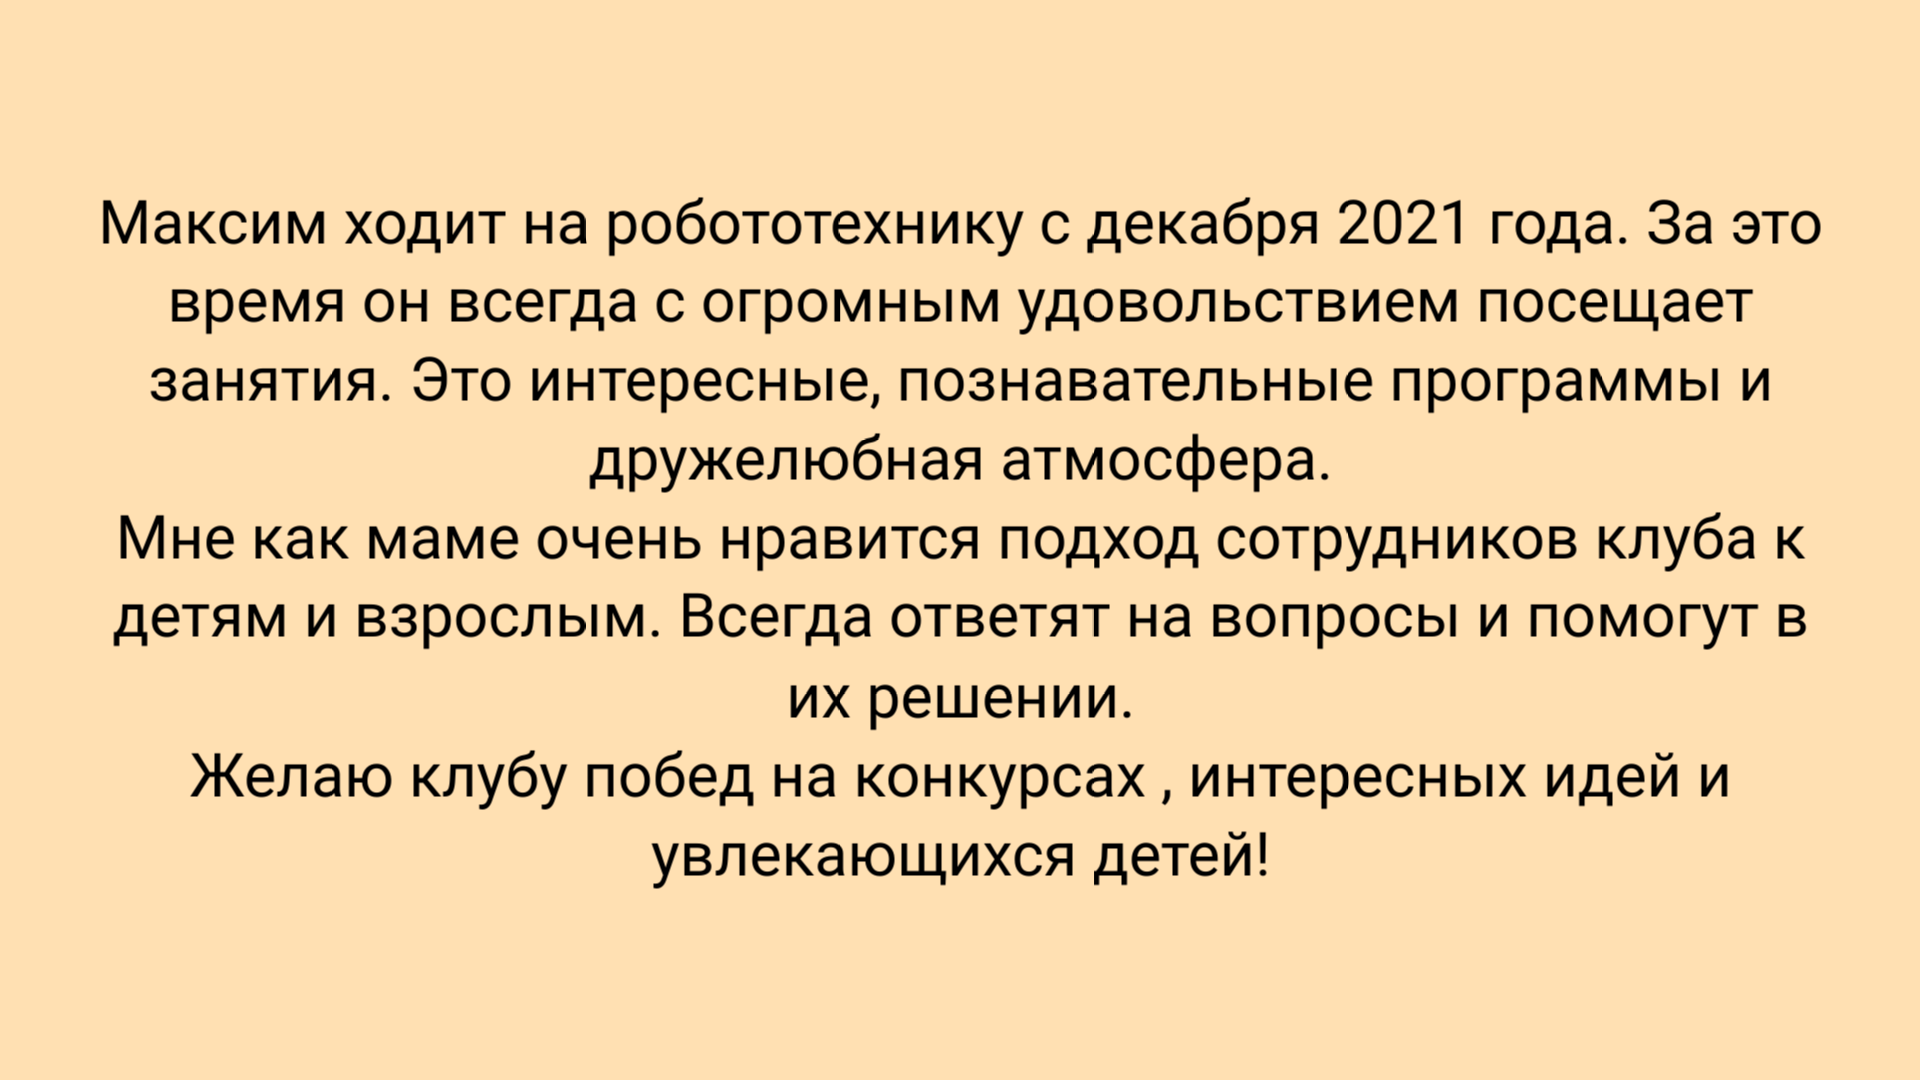 Максим ходит на робототехнику с декабря 2021 года. За это
время он всегда с огромным удовольствием посещает
занятия. Это интересные, познавательные программы и
дружелюбная атмосфера.
Мне как маме очень нравится подход сотрудников клуба к
детям и взрослым. Всегда ответят на вопросы и помогут в
их решении.
Желаю клубу побед на конкурсах , интересных идей и
увлекающихся детей!